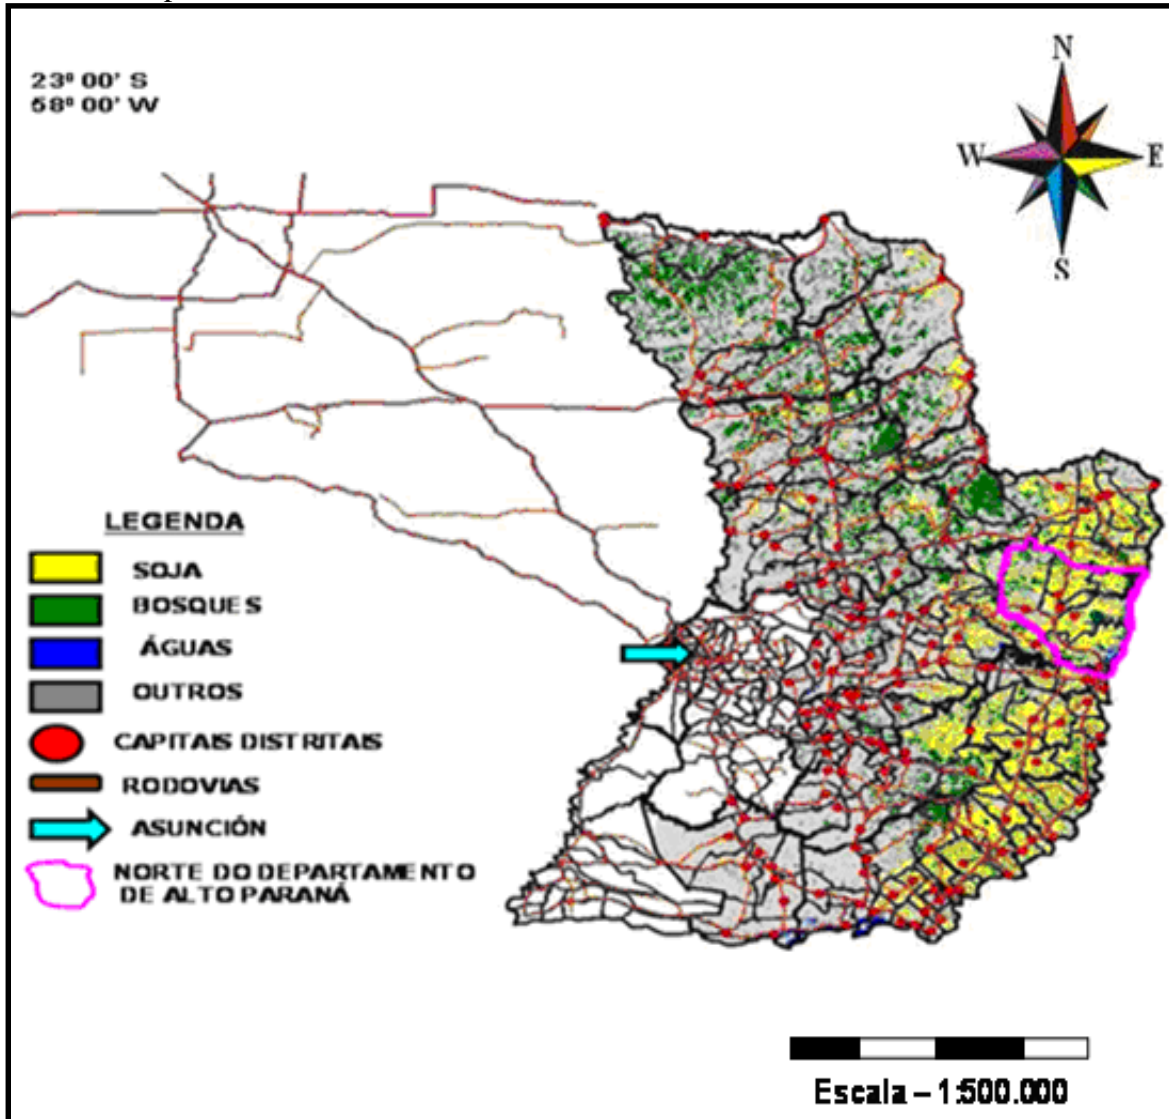 23º 00' S
58º 00' W
N
W
E
S
LEGENDA
SOJA
BOSQUES
ÁGUAS
OUTROS
CAPITAIS DISTRITAIS
RODOVIAS
ASUNCIÓN
NORTE DO DEPARTAMENTO
DE ALTO PARANÁ
Escala – 1:500.000